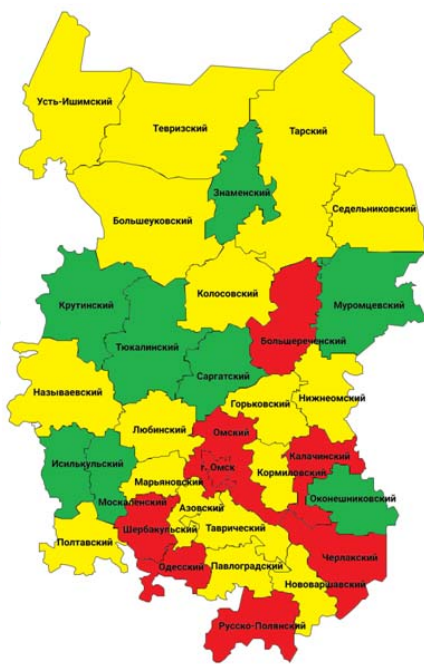 Усть-Ишимский
Тевризский
Тарский
Знаменский
Седельниковский
Большеуковский
Колосовский
Крутинский
Муромцевский
Большереченский
Тюкалинский
Саргатский
Называевский
Нижнеомский
Горьковский
Любинский
Омский
Калачинский
Исилькульский
г. Омск
Кормиловский
Марьяновский
Оконешниковский
Москаленский
Азовский
Шербакульский
Таврический
Полтавский
Черлакский
Одесский
Павлоградский
Нововаршавский
Русско-Полянский